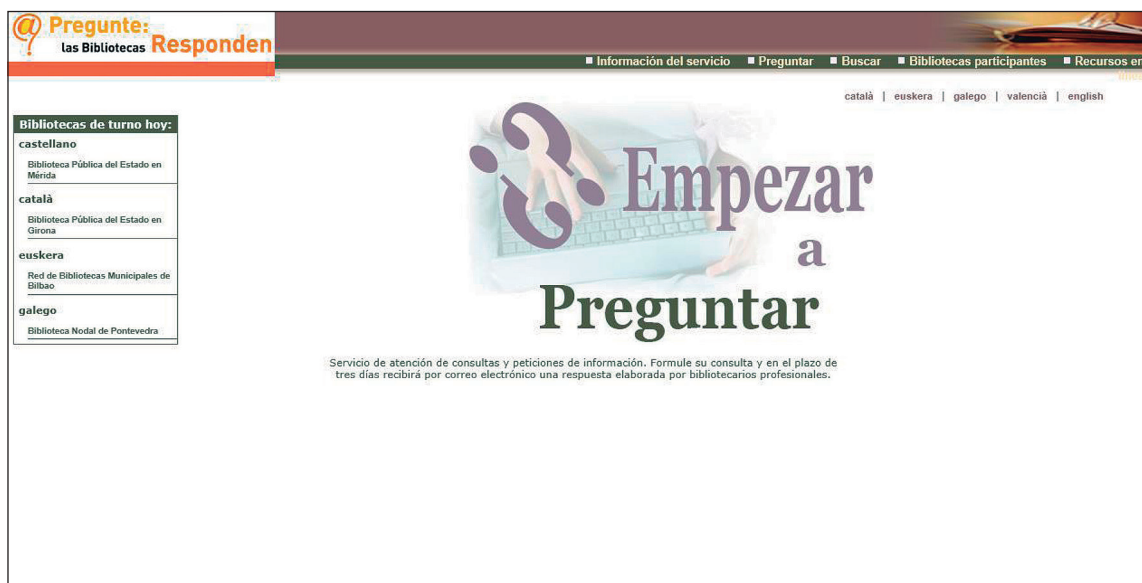 @ Pregunte:
las Bibliotecas Responden
Información del servicio Preguntar Buscar Bibliotecas participantes Recursos en
català | euskera | galego | valencià | english
Bibliotecas de turno hoy:
castellano
Biblioteca Pública del Estado en
Mérida
català
Biblioteca Pública del Estado en
Girona
euskera
Red de Bibliotecas Municipales de
Bilbao
galego
Biblioteca Nodal de Pontevedra
¿?
Empezar
a
Preguntar
Servicio de atención de consultas y peticiones de información. Formule su consulta y en el plazo de
tres días recibirá por correo electrónico una respuesta elaborada por bibliotecarios profesionales.